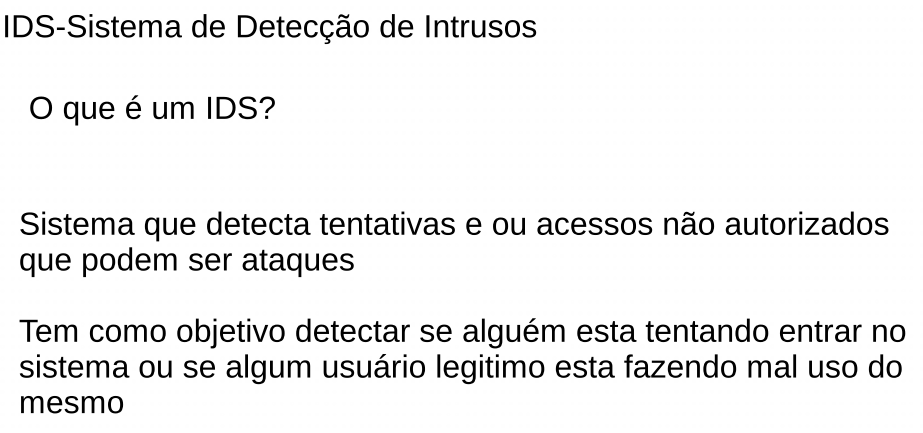 IDS-Sistema de Detecção de Intrusos
O que é um IDS?
Sistema que detecta tentativas e ou acessos não autorizados
que podem ser ataques
Tem como objetivo detectar se alguém esta tentando entrar no
sistema ou se algum usuário legitimo esta fazendo mal uso do
mesmo